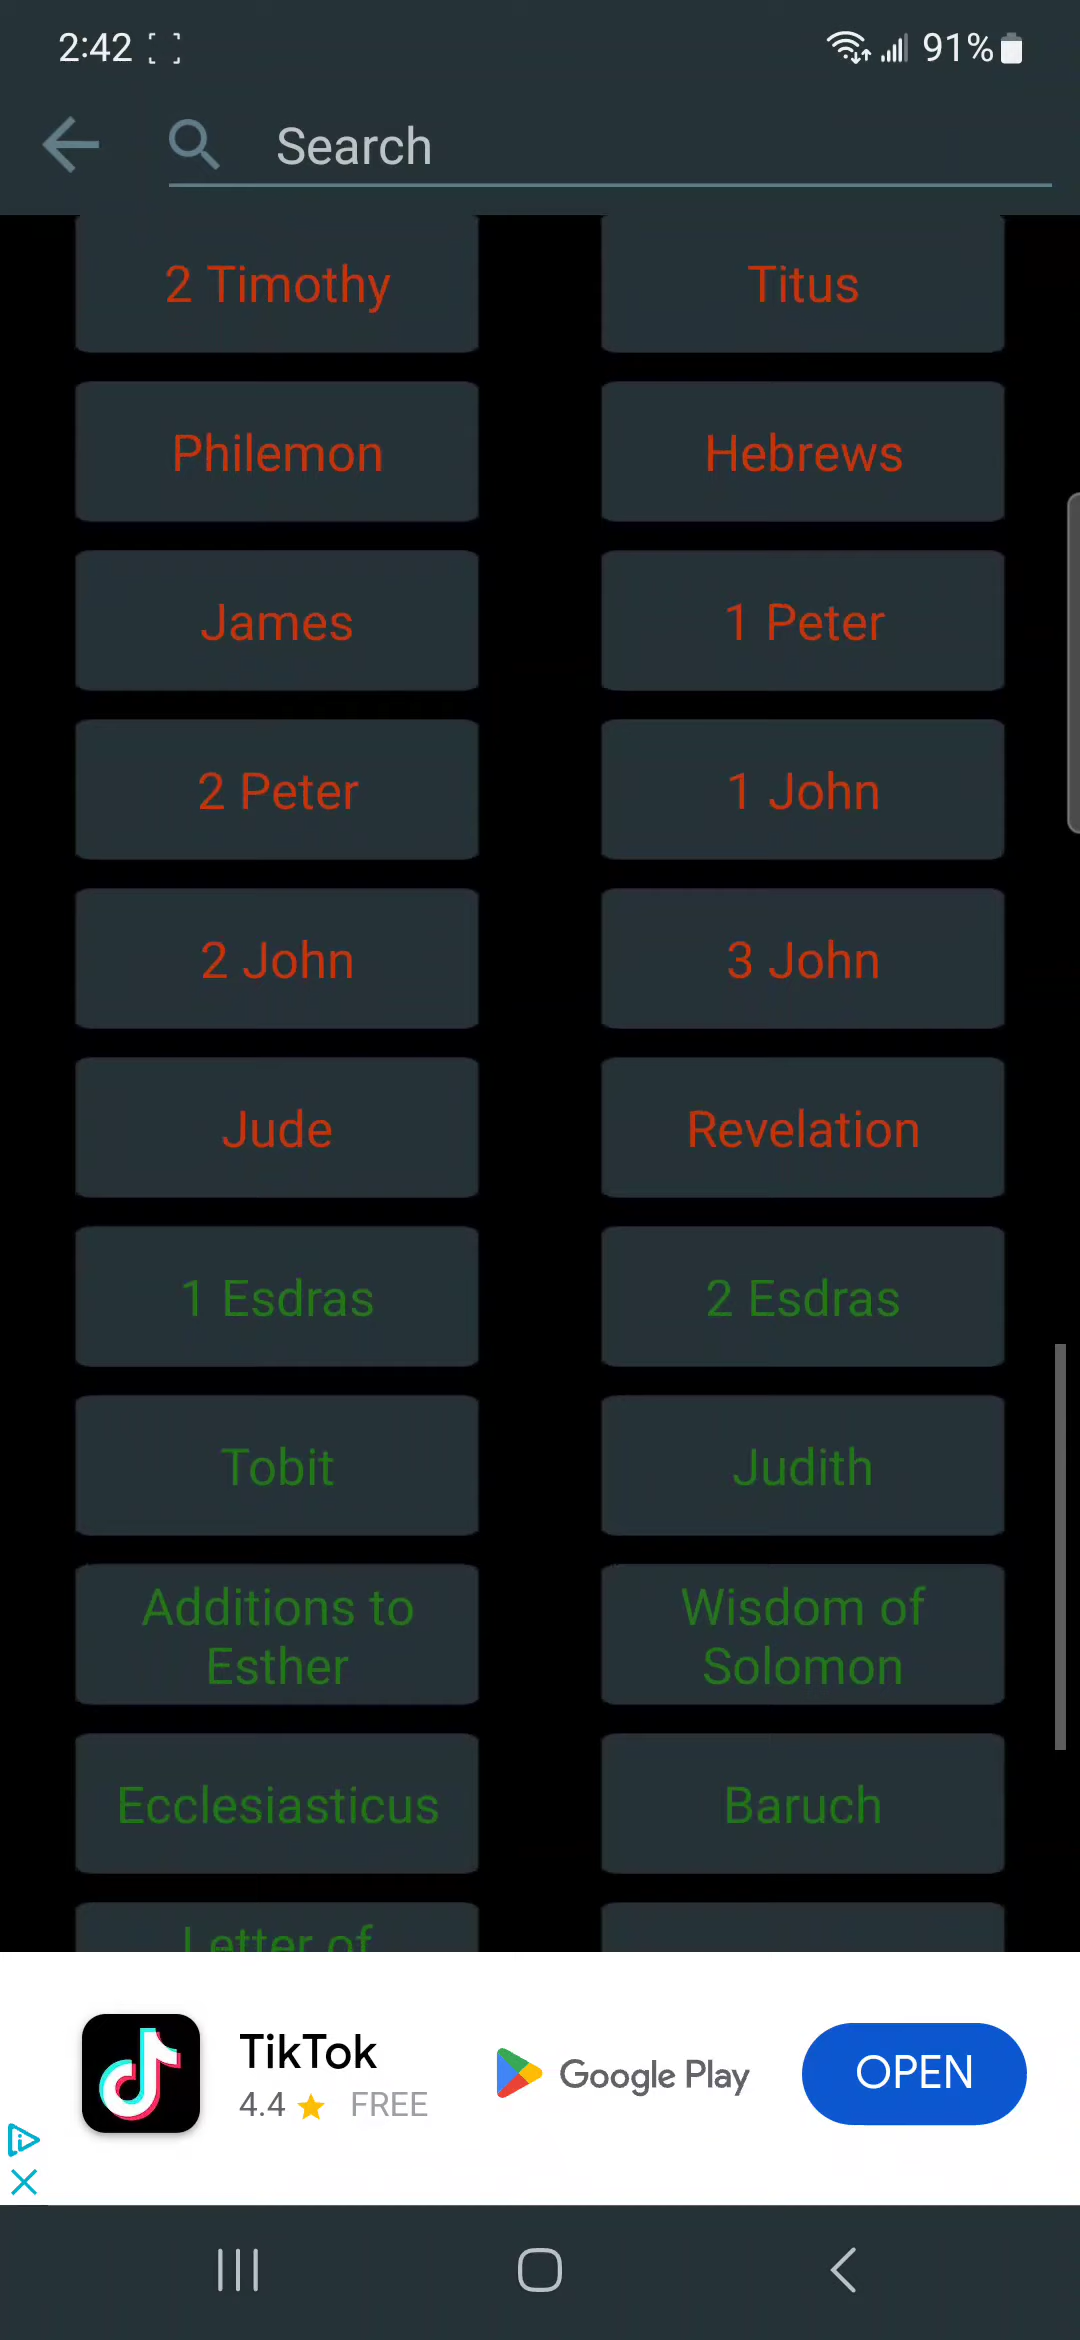 2:42
91%
Search
2 Timothy
Titus
Philemon
Hebrews
James
1 Peter
2 Peter
1 John
2 John
3 John
Jude
Revelation
1 Esdras
2 Esdras
Tobit
Judith
Additions to
Esther
Wisdom of
Solomon
Ecclesiasticus
Baruch
Letter of
TikTok
4.4 ★ FREE
Google Play
OPEN